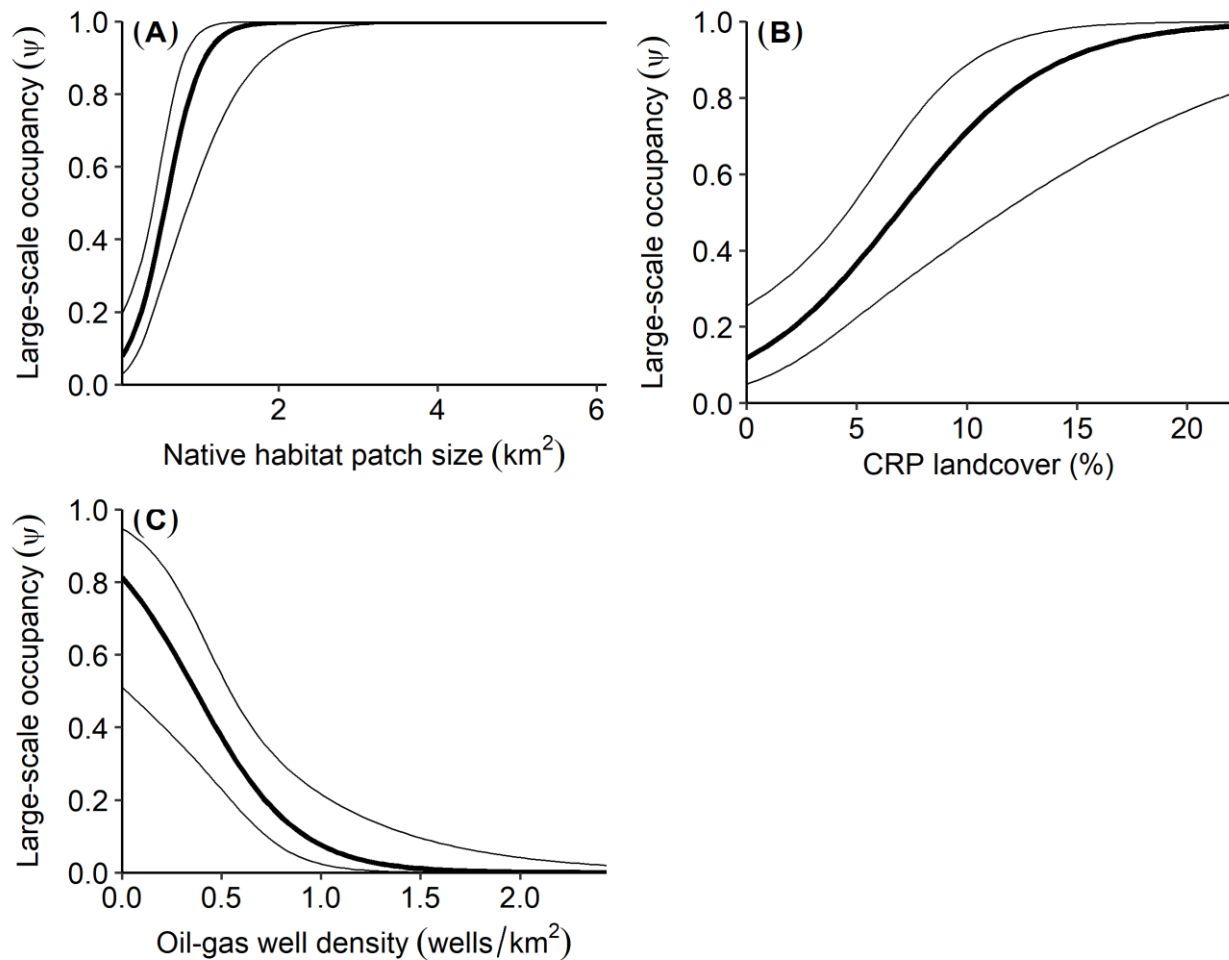 (A)
Large-scale occupancy (ψ)
1.0
0.8
0.6
0.4
0.2
0.0
2 4 6
Native habitat patch size (km²)
(B)
Large-scale occupancy (ψ)
1.0
0.8
0.6
0.4
0.2
0.0
0 5 10 15 20
CRP landcover (%)
(C)
Large-scale occupancy (ψ)
1.0
0.8
0.6
0.4
0.2
0.0
0.0 0.5 1.0 1.5 2.0
Oil-gas well density (wells/km²)